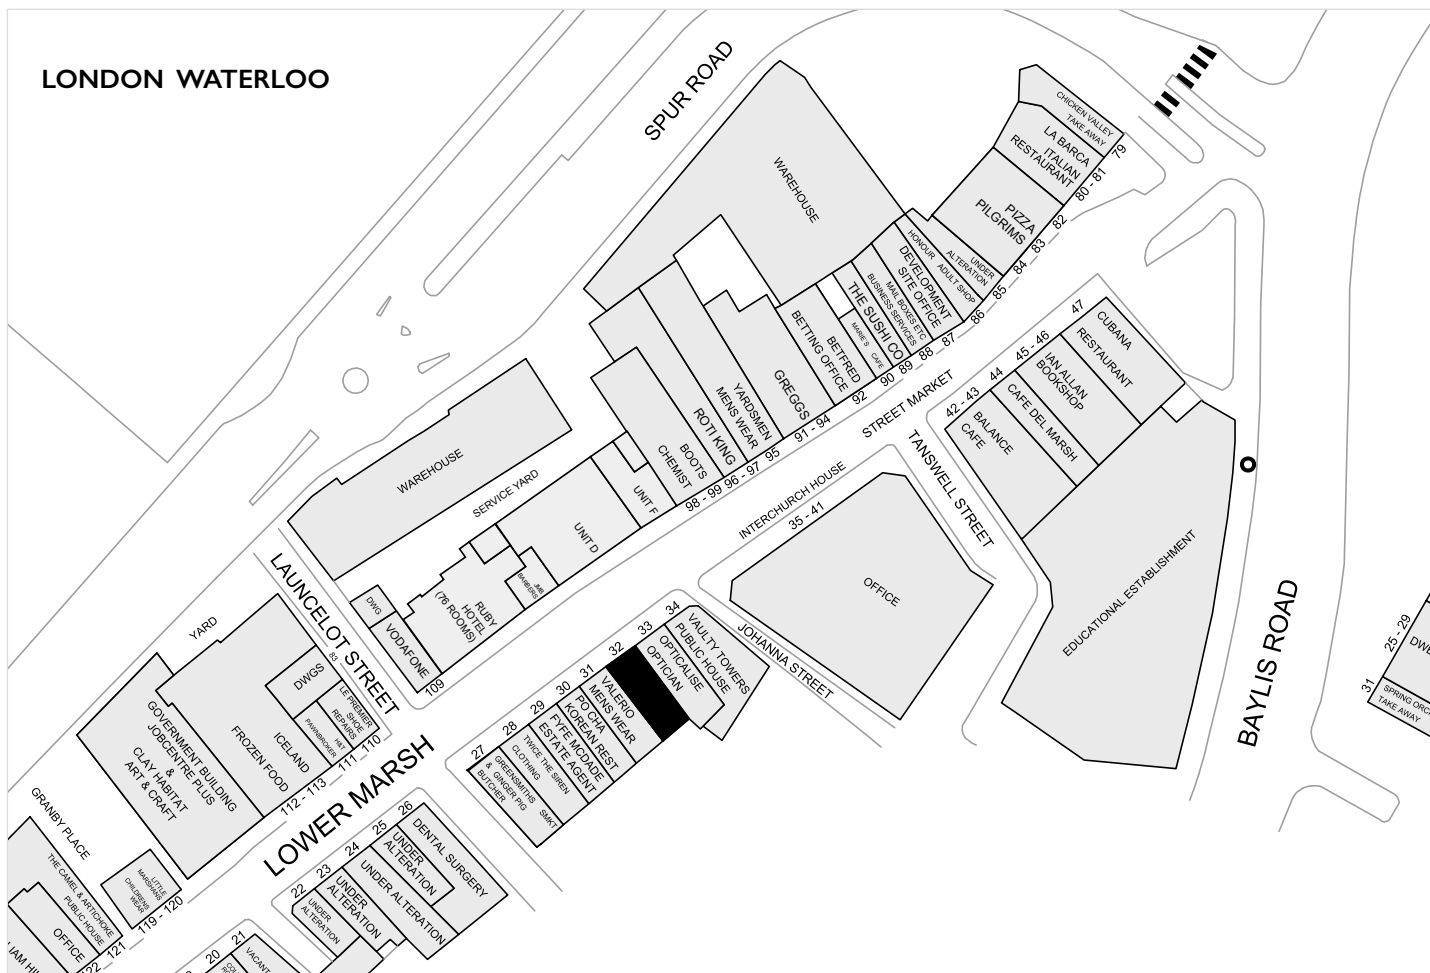 LONDON WATERLOO
SPUR ROAD
WAREHOUSE
CHICKEN VALLEY
TAKE AWAY
79
LA BARCA
ITALIAN
RESTAURANT
80 - 81
PIZZA
PILGRIMS
82
83
UNDER
ALTERATION
84
HONOUR ADULT SHOP
85
DEVELOPMENT
SITE OFFICE
86
MAIL BOXES ETC
BUSINESS SERVICES
87
THE SUSHI CO
88
MARIE'S CAFE
89
90
BETFRED
BETTING OFFICE
92
GREGGS
91 - 94
YARDSMEN
MENS WEAR
95
ROTI KING
96 - 97
BOOTS
CHEMIST
98 - 99
STREET MARKET
47
CUBANA
RESTAURANT
45 - 46
IAN ALLAN
BOOKSHOP
44
CAFE DEL MARSH
42 - 43
BALANCE
CAFE
TANSWELL STREET
INTERCHURCH HOUSE
35 - 41
OFFICE
EDUCATIONAL ESTABLISHMENT
BAYLIS ROAD
25 - 29
DWE
31
SPRING ORC
TAKE AWAY
WAREHOUSE
SERVICE YARD
UNIT F
UNIT D
JMB
BARBERS
RUBY
HOTEL
(76 ROOMS)
DWG
VODAFONE
109
LAUNCELOT STREET
YARD
83
DWGS
LE PREMIER
SHOE
REPAIRS
H&T
PAWNBROKER
110
111
ICELAND
FROZEN FOOD
112 - 113
GOVERNMENT BUILDING
JOBCENTRE PLUS
&
CLAY HABITAT
ART & CRAFT
LOWER MARSH
JOHANNA STREET
34
VAULTY TOWERS
PUBLIC HOUSE
33
OPTICALISE
OPTICIAN
32
31
VALERIO
MENS WEAR
30
PO CHA
KOREAN REST
29
FYFE MCDADE
ESTATE AGENT
28
TWICE THE SIREN
CLOTHING
27
GREENSMITHS SMKT
& GINGER PIG
BUTCHER
26
DENTAL SURGERY
25
UNDER
ALTERATION
24
UNDER ALTERATION
23
UNDER
ALTERATION
22
UNDER
ALTERATION
21
VACANT
20
GRANBY PLACE
LITTLE
MARSHANS
CHILDRENS
WEAR
119 - 120
THE CAMEL & ARTICHOKE
PUBLIC HOUSE
121
OFFICE
122
LIAM HI